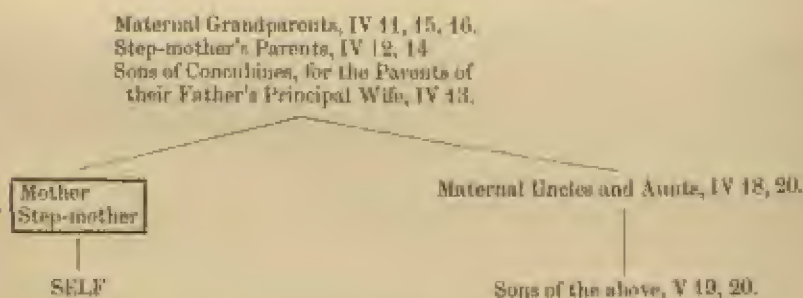 Maternal Grandparents, IV 11, 15, 16.
Step-mother's Parents, IV 12, 14
Sons of Concubines, for the Parents of
their Father's Principal Wife, IV 13.
Mother
Step-mother
Maternal Uncles and Aunts, IV 18, 20.
SELF
Sons of the above, V 19, 20.